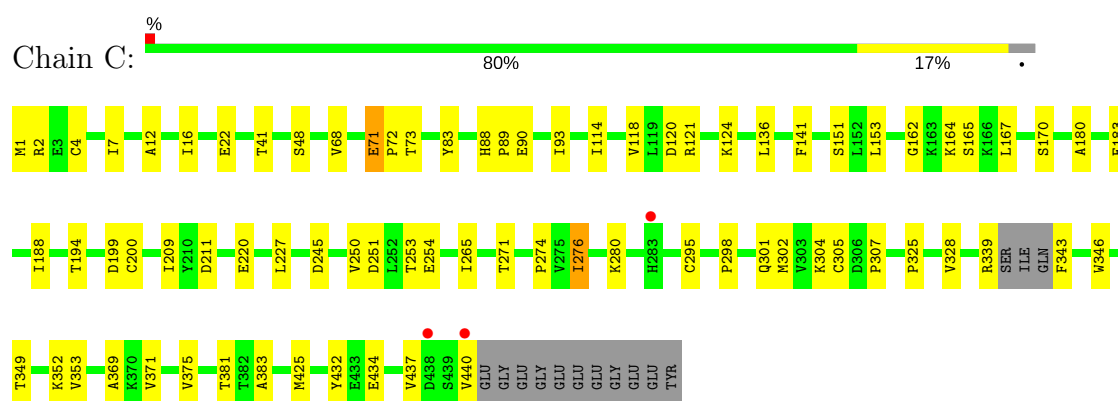 %
Chain C:
80% 17% •
M1 R2 E3 C4 I7 A12 I16 E22 T41 S48 V68 E71 P72 T73 Y83 H88 P89 E90 I93 I114 V118 L119 D120 R121 K124 L136 F141 S151 L152 L153 G162 K163 K164 S165 K166 L167 S170 A180 E183
I188 T194 D199 C200 I209 Y210 D211 E220 L227 D245 V250 D251 L252 T253 E254 I265 T271 P274 V275 I276 K280 H283 C295 P298 Q301 M302 V303 K304 C305 D306 P307 P325 V328 R339 SER ILE GLN F343 W346
T349 K352 V353 A369 K370 V371 V375 T381 T382 A383 M425 Y432 E433 E434 V437 D438 S439 V440 GLU GLY GLU GLY GLU GLU GLU GLY GLU GLU TYR